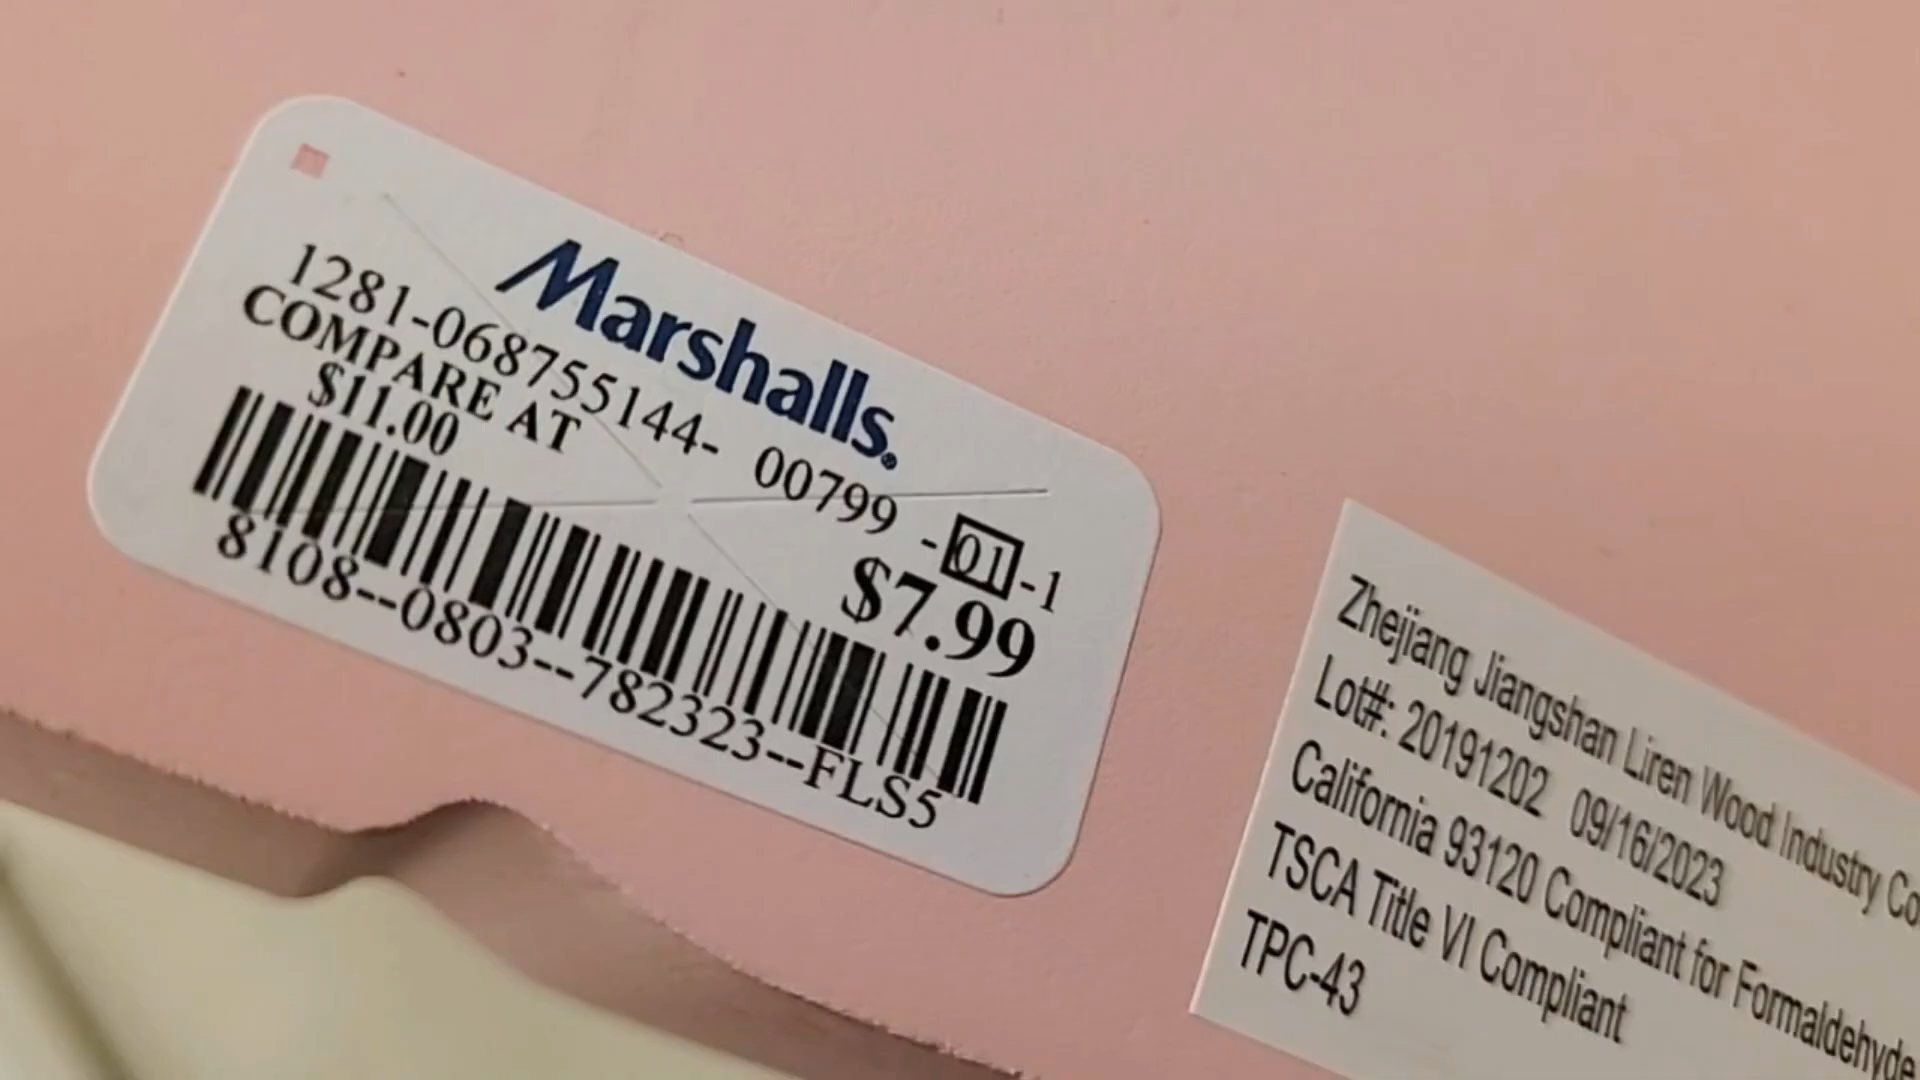 Marshalls®
1281-068755144- 00799 -01-1
COMPARE AT
$11.00
$7.99
8108--0803--782323--FLS5
Zhejiang Jiangshan Liren Wood Industry Co
Lot#: 20191202 09/16/2023
California 93120 Compliant for Formaldehyde
TSCA Title VI Compliant
TPC-43